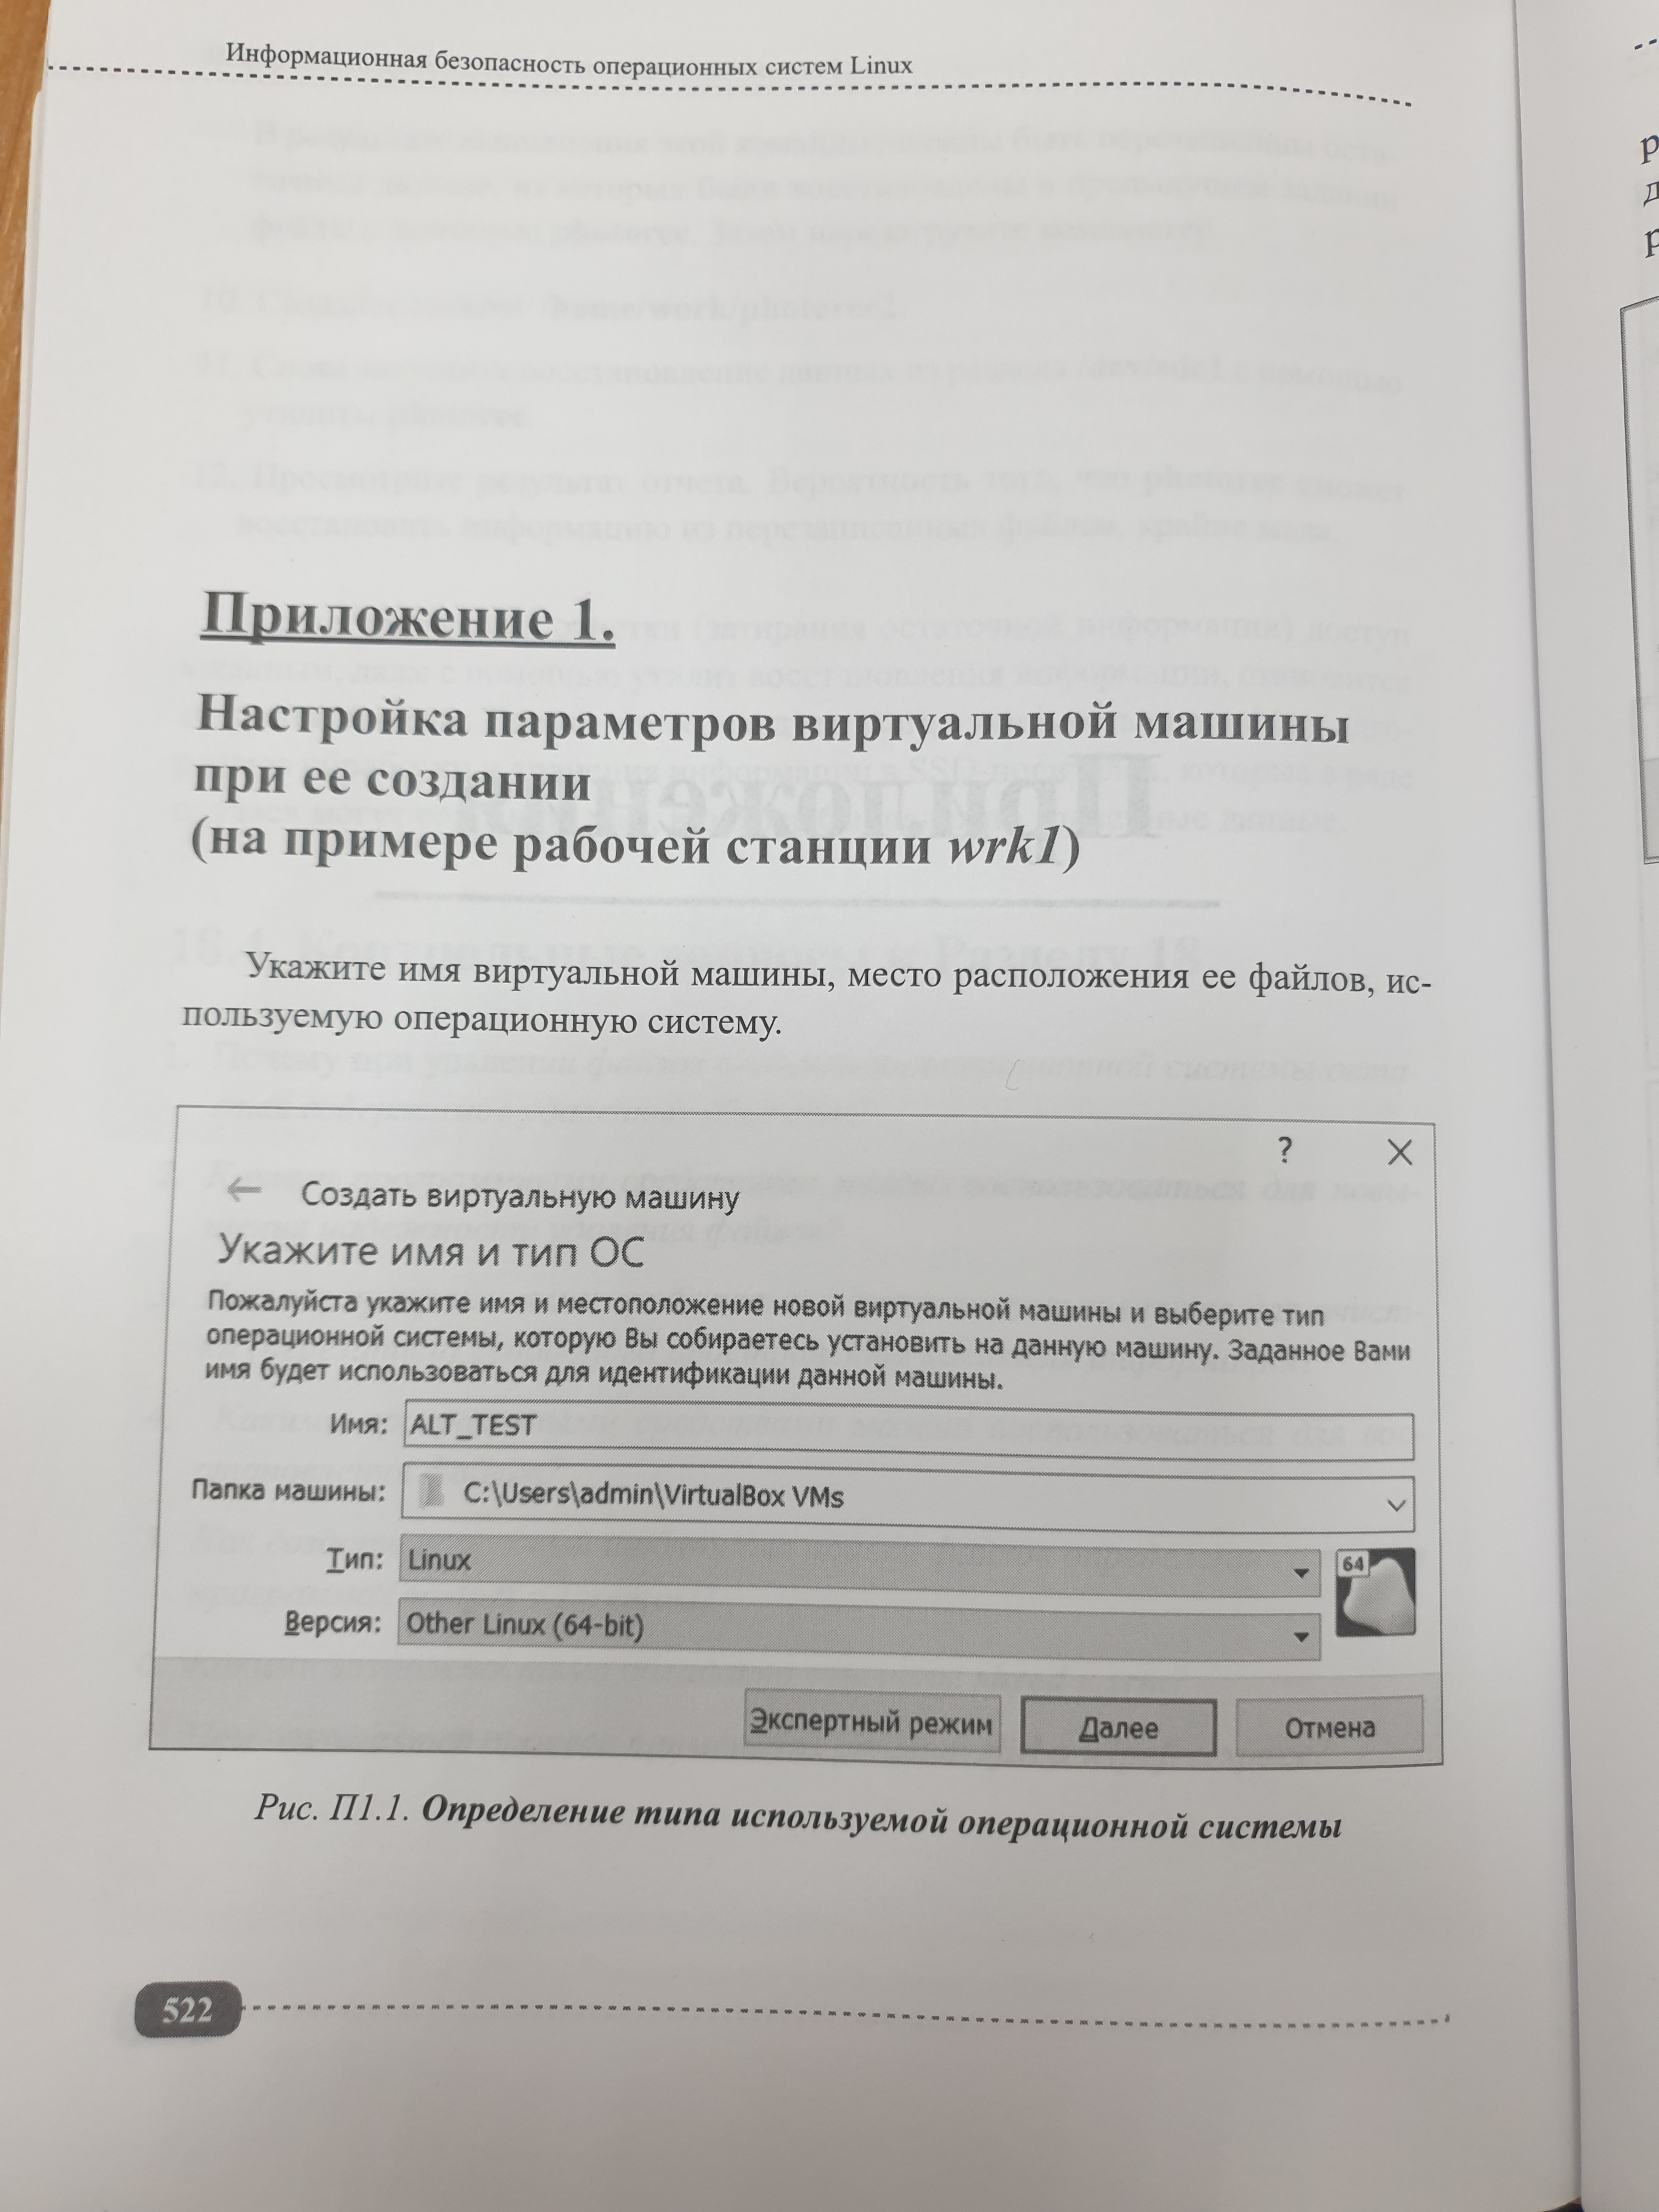 Информационная безопасность операционных систем Linux
Приложение 1.
Настройка параметров виртуальной машины
при ее создании
(на примере рабочей станции wrk1)
Укажите имя виртуальной машины, место расположения ее файлов, ис-
пользуемую операционную систему.
? ×
← Создать виртуальную машину
Укажите имя и тип ОС
Пожалуйста укажите имя и местоположение новой виртуальной машины и выберите тип
операционной системы, которую Вы собираетесь установить на данную машину. Заданное Вами
имя будет использоваться для идентификации данной машины.
Имя: ALT_TEST
Папка машины: C:\Users\admin\VirtualBox VMs
Тип: Linux
64
Версия: Other Linux (64-bit)
Экспертный режим Далее Отмена
Рис. П1.1. Определение типа используемой операционной системы
522